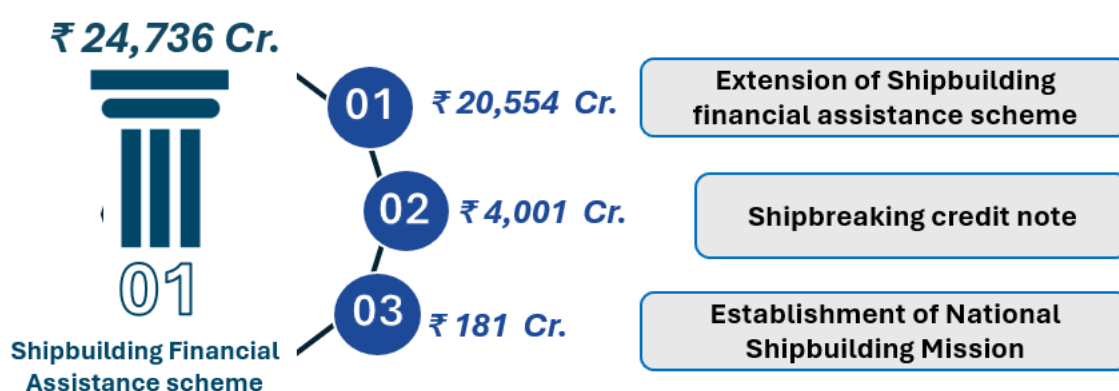 ₹ 24,736 Cr.
01
Shipbuilding Financial
Assistance scheme
01
₹ 20,554 Cr.
Extension of Shipbuilding
financial assistance scheme
02
₹ 4,001 Cr.
Shipbreaking credit note
03
₹ 181 Cr.
Establishment of National
Shipbuilding Mission